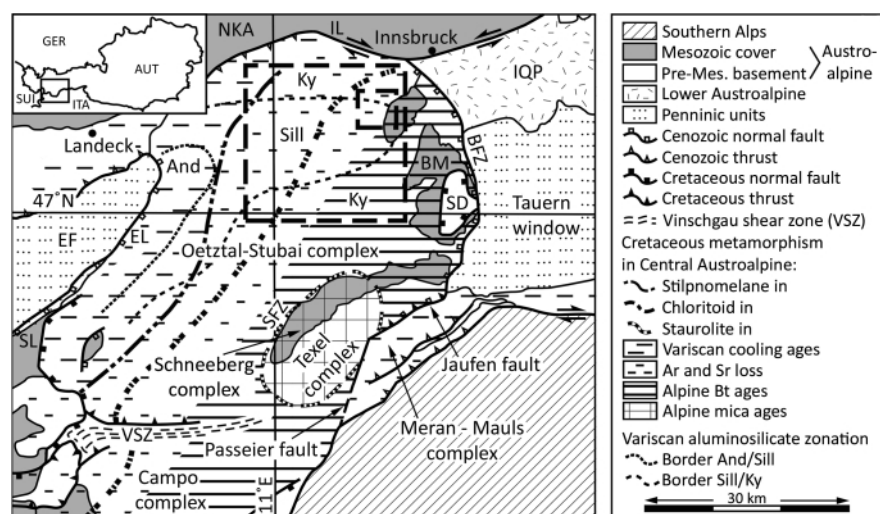 GER
AUT
SUI
ITA
NKA
IL
Innsbruck
IQP
Ky
Landeck
Sill
And
BM
BFZ
47°N
Ky
SD
Tauern
window
EF
EL
Oetztal-Stubai complex
SFZ
SL
Schneeberg
complex
Texel
complex
Jaufen fault
Meran - Mauls
complex
VSZ
Passeier fault
Campo
complex
11°E
Southern Alps
Mesozoic cover
Pre-Mes. basement
Austro-
alpine
Lower Austroalpine
Penninic units
Cenozoic normal fault
Cenozoic thrust
Cretaceous normal fault
Cretaceous thrust
Vinschgau shear zone (VSZ)
Cretaceous metamorphism
in Central Austroalpine:
Stilpnomelane in
Chloritoid in
Staurolite in
Variscan cooling ages
Ar and Sr loss
Alpine Bt ages
Alpine mica ages
Variscan aluminosilicate zonation
Border And/Sill
Border Sill/Ky
30 km